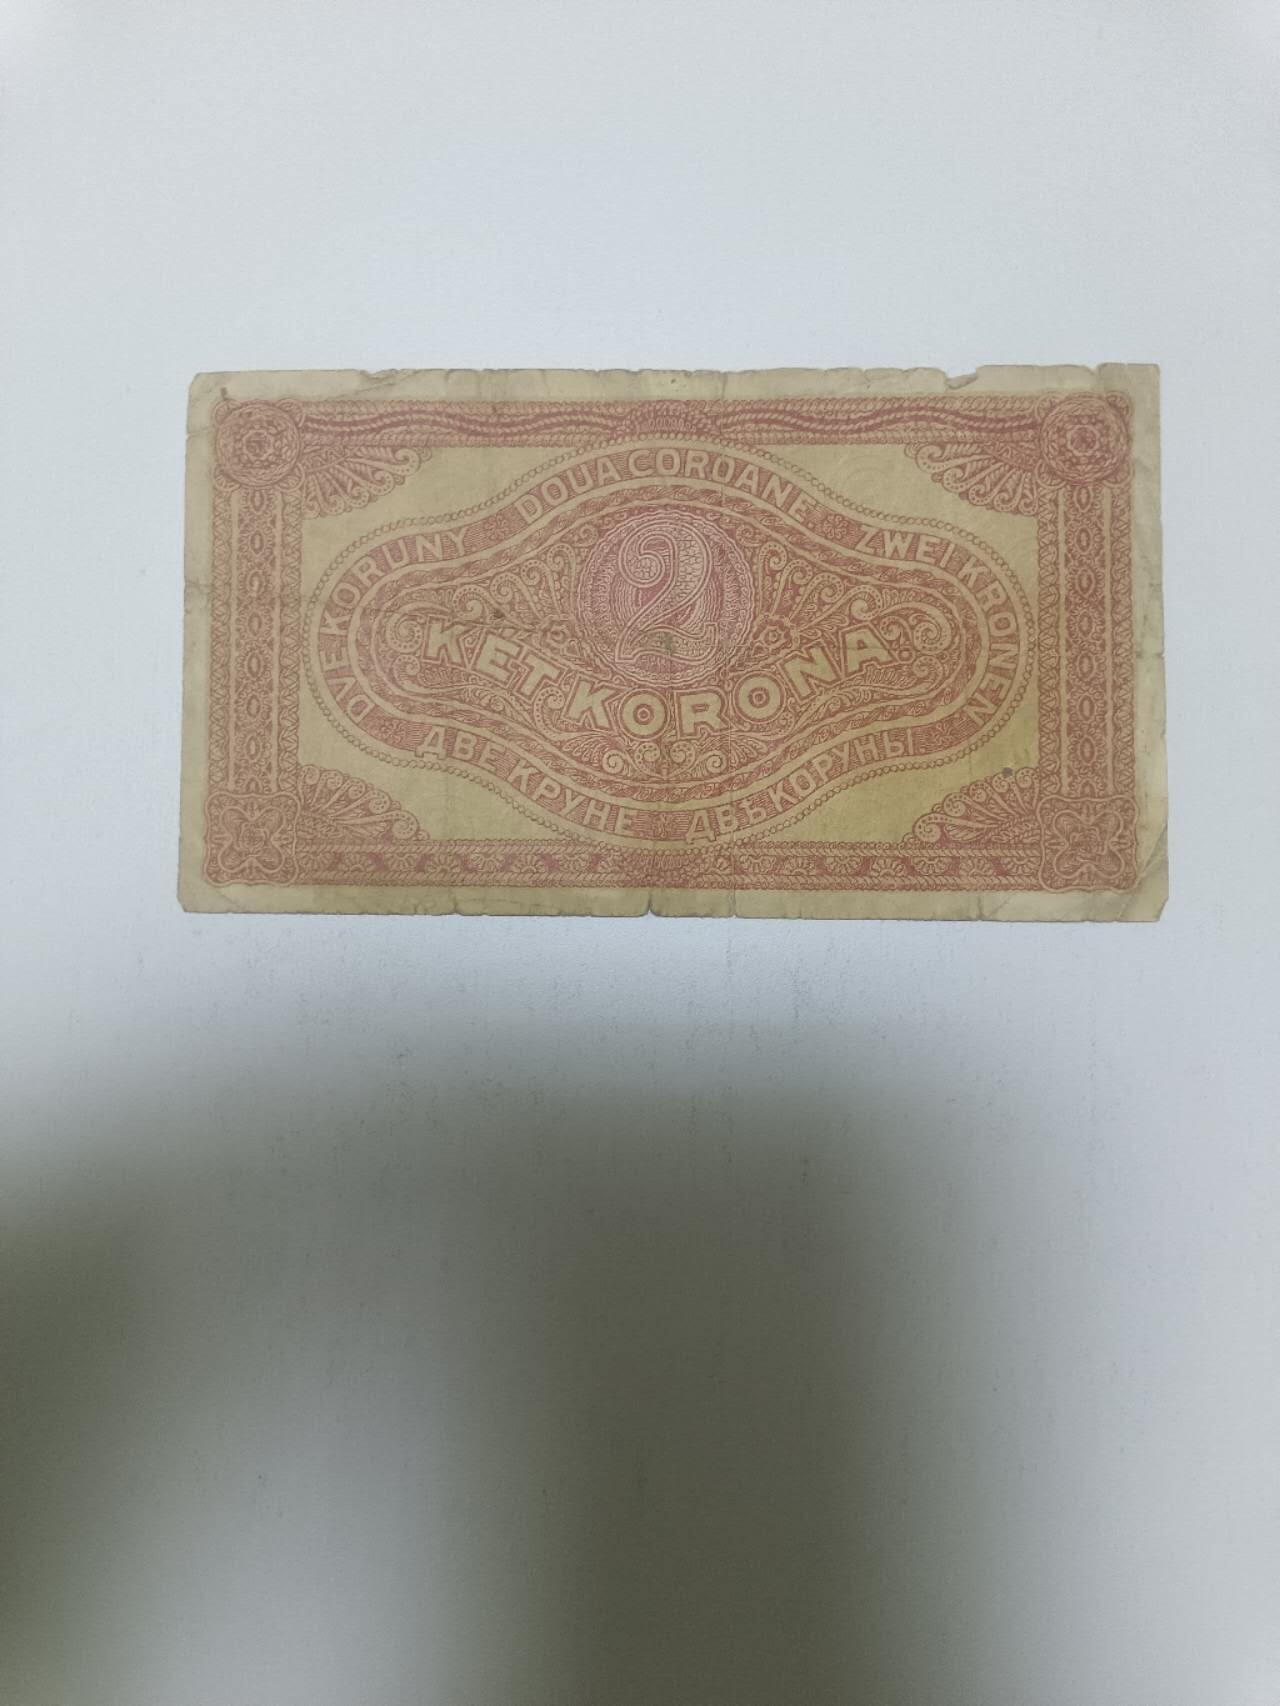 DVE KORUNY
DOUA COROANE.
ZWEI KRONEN
2
KÉT KORONA
ДВЕ КРУНЕ
ДВѢ КОРУНЫ.